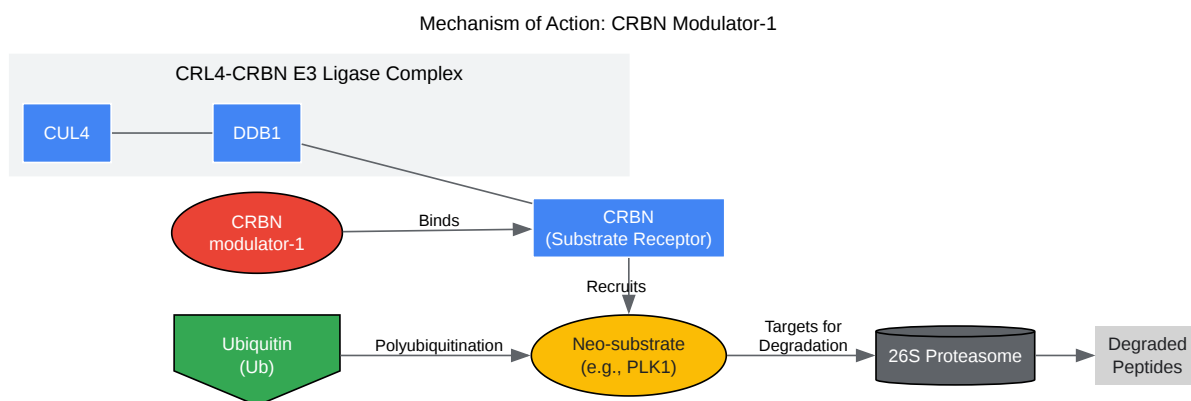 Mechanism of Action: CRBN Modulator-1
CRL4-CRBN E3 Ligase Complex
CUL4
DDB1
CRBN
modulator-1
Binds
CRBN
(Substrate Receptor)
Recruits
Ubiquitin
(Ub)
Polyubiquitination
Neo-substrate
(e.g., PLK1)
Targets for
Degradation
26S Proteasome
Degraded
Peptides